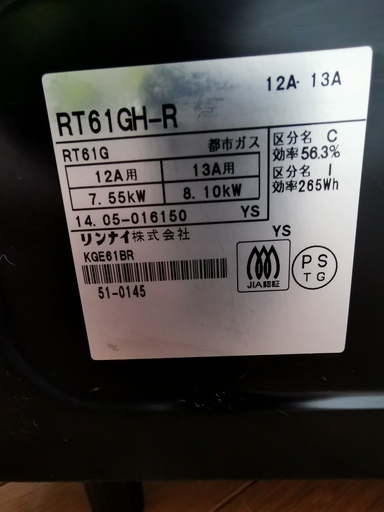 12A・13A
RT61GH-R
RT61G 都市ガス
12A用 13A用
7.55kW 8.10kW
区分名 C
効率56.3%
区分名 I
効率265Wh
14.05-016150 YS
リンナイ株式会社
YS
KGE61BR
51-0145
JIA認証
PS
TG